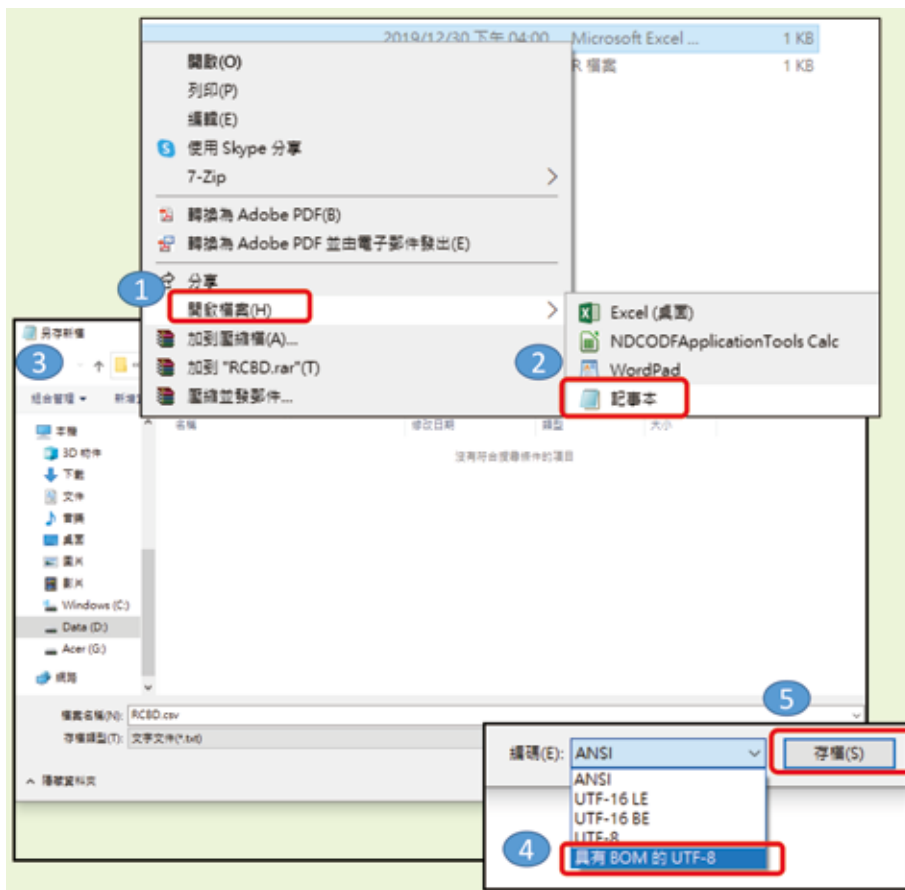 2019/12/30 下午 04:00 Microsoft Excel ... 1 KB
R 檔案 1 KB
開啟(O)
列印(P)
編輯(E)
使用 Skype 分享
7-Zip
轉換為 Adobe PDF(B)
轉換為 Adobe PDF 並由電子郵件發出(E)
分享
1
開啟檔案(H)
加到壓縮檔(A)...
加到 "RCBD.rar"(T)
壓縮並發郵件...
Excel (桌面)
NDCODFApplicationTools Calc
2
WordPad
記事本
另存新檔
3
組合管理
名稱 修改日期 類型 大小
沒有符合搜尋條件的項目
本機
3D 物件
下載
文件
音樂
桌面
圖片
影片
Windows (C:)
Data (D:)
Acer (G:)
網路
檔案名稱(N): RCBD.csv
存檔類型(T): 文字文件(*.txt)
隱藏資料夾
5
編碼(E): ANSI
存檔(S)
ANSI
UTF-16 LE
UTF-16 BE
UTF-8
4
具有 BOM 的 UTF-8